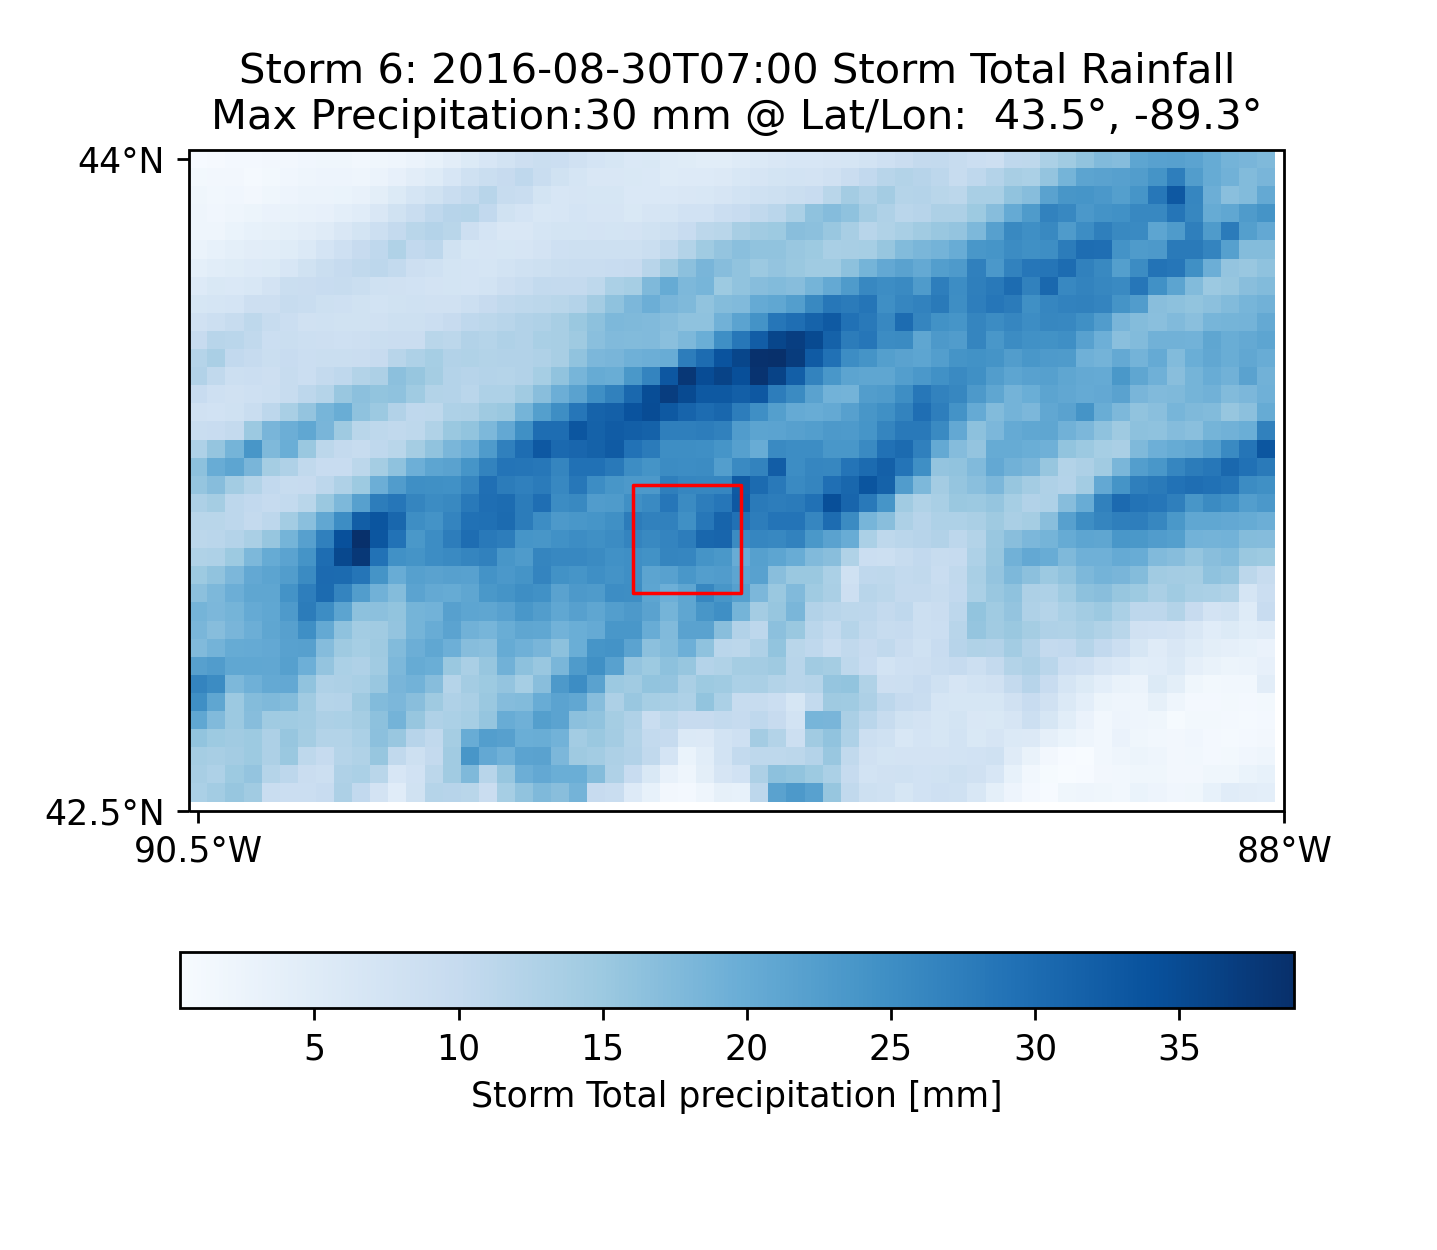 Storm 6: 2016-08-30T07:00 Storm Total Rainfall
Max Precipitation:30 mm @ Lat/Lon:  43.5°, -89.3°
44°N
42.5°N
90.5°W 88°W
5 10 15 20 25 30 35
Storm Total precipitation [mm]